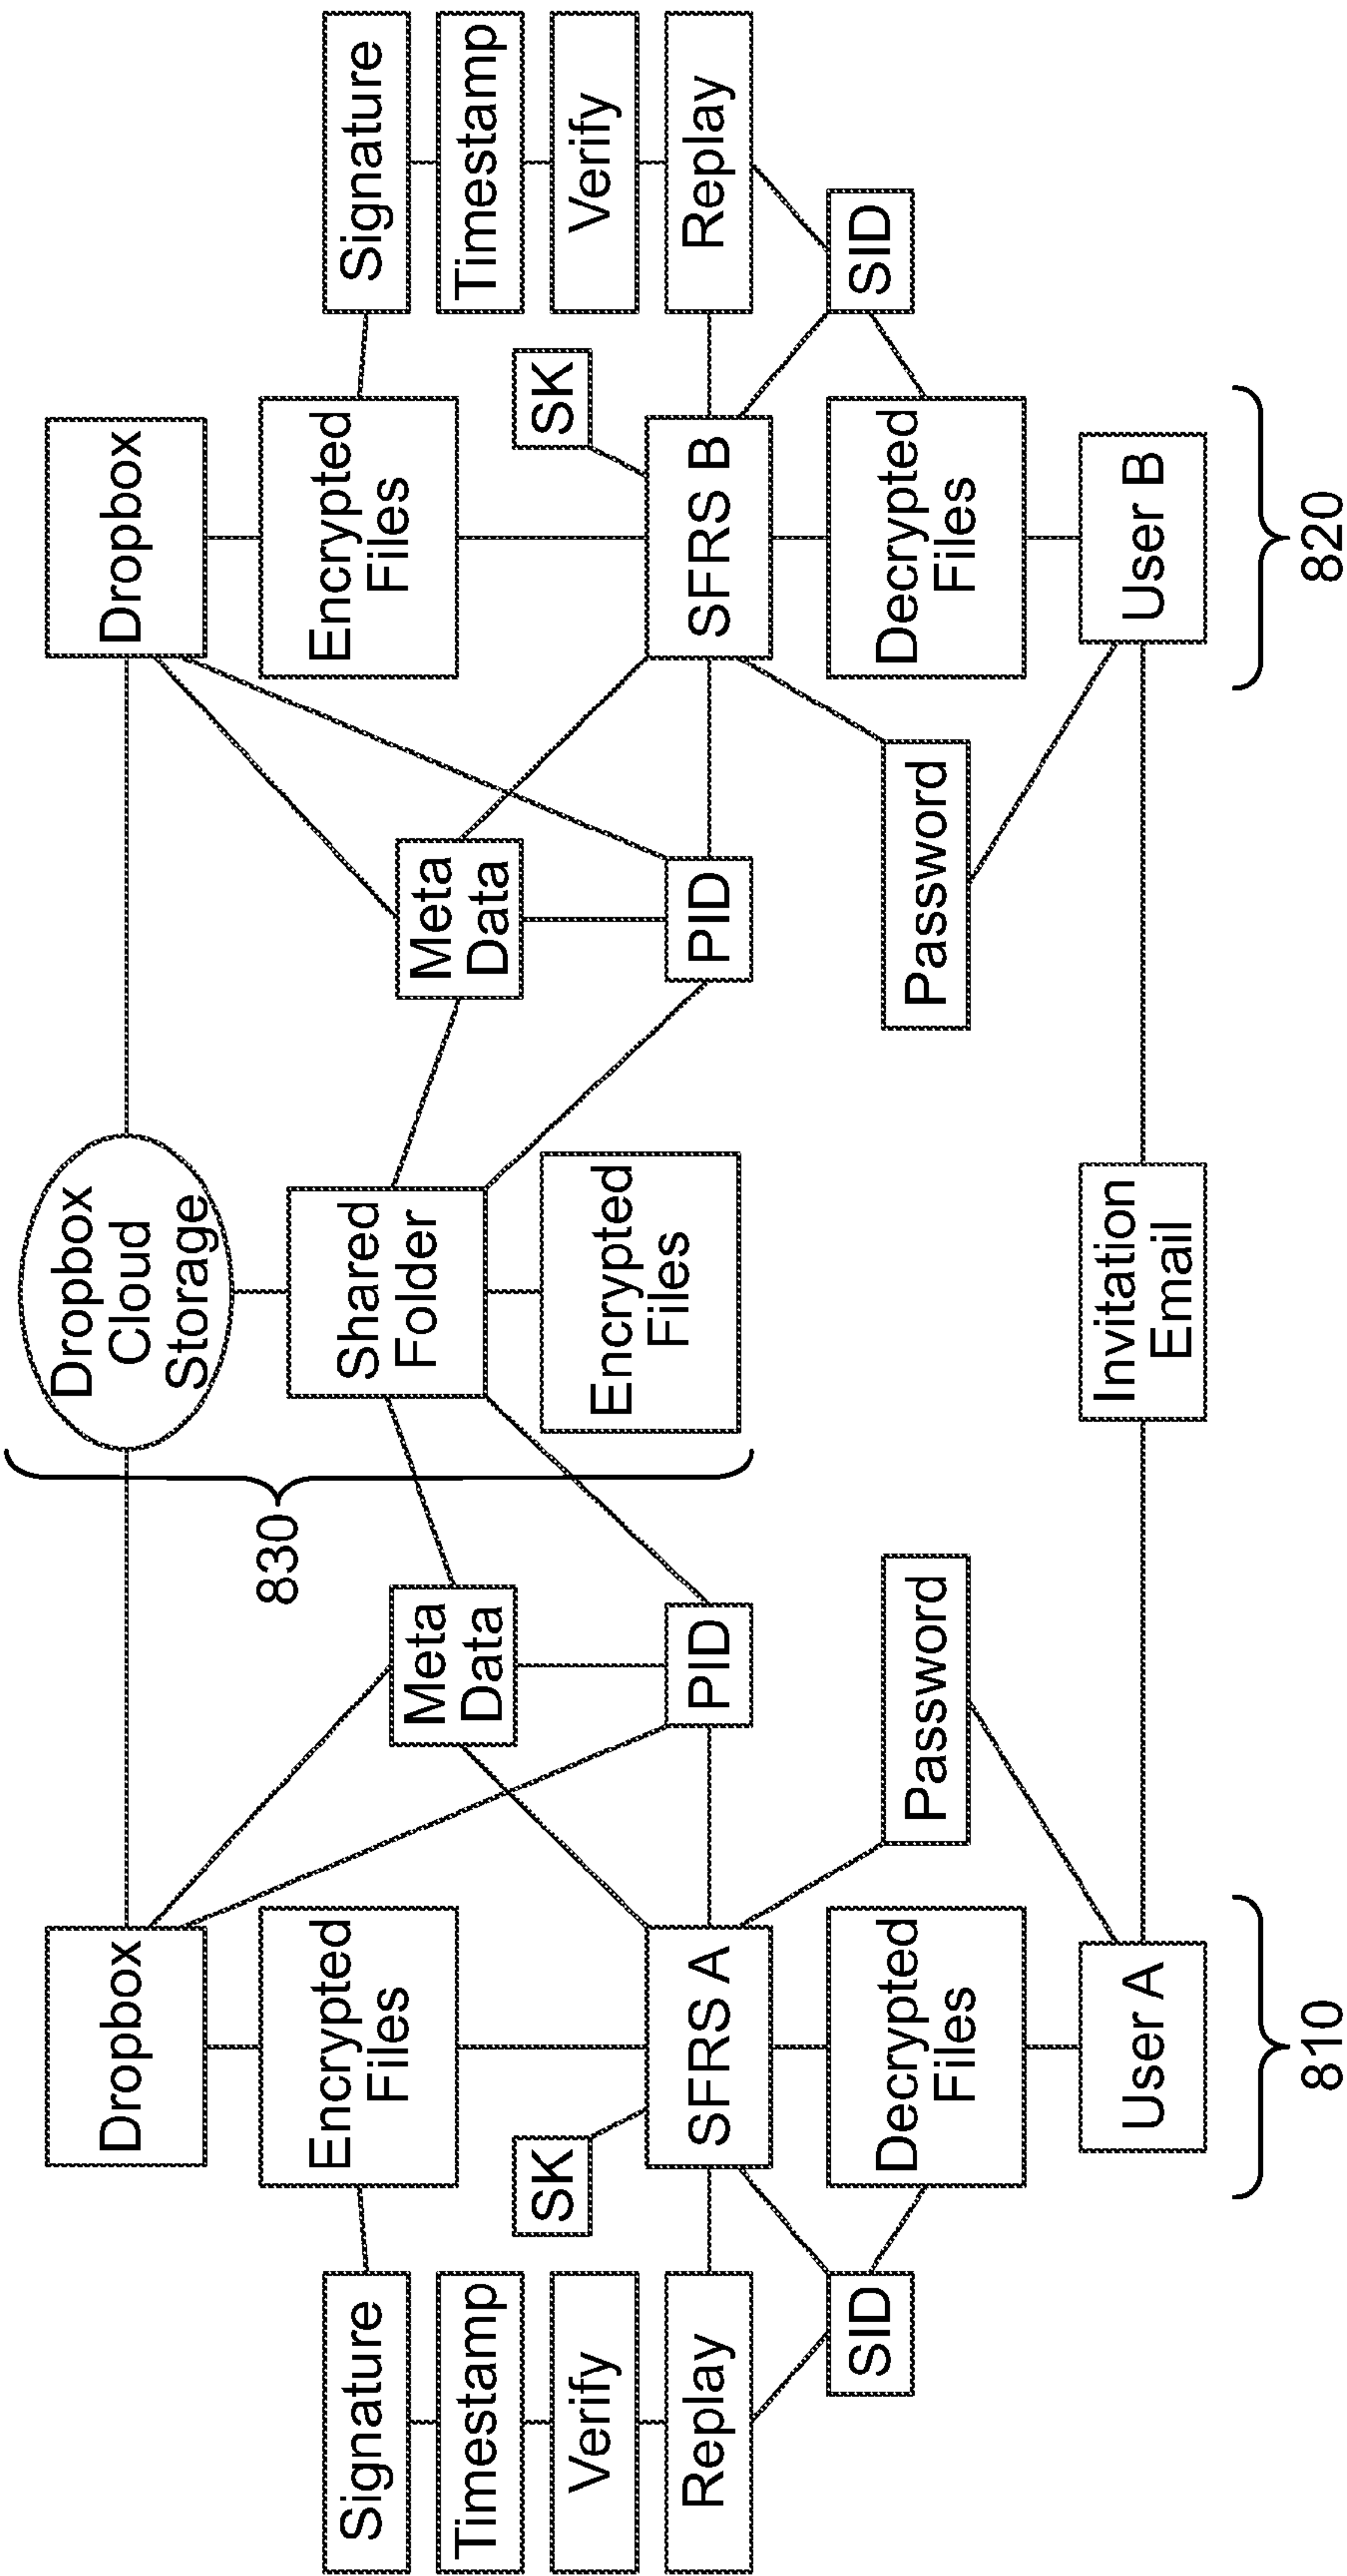 Dropbox
Dropbox
Cloud
Storage
Dropbox
Signature
Encrypted
Files
830
Shared
Folder
Encrypted
Files
Signature
Timestamp
Meta
Data
Meta
Data
Timestamp
Verify
SK
Encrypted
Files
SK
Verify
Replay
SFRS A
PID
PID
SFRS B
Replay
SID
Decrypted
Files
Password
Password
Decrypted
Files
SID
User A
Invitation
Email
User B
810
820